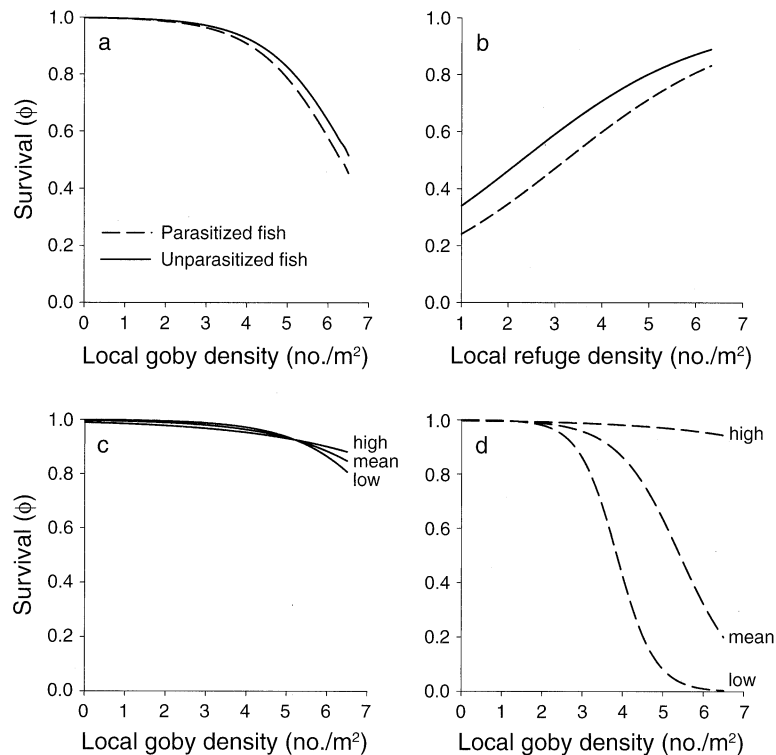 a
1.0
0.8
0.6
0.4
0.2
0.0
Survival (ϕ)
Parasitized fish
Unparasitized fish
0 1 2 3 4 5 6 7
Local goby density (no./m²)
b
1.0
0.8
0.6
0.4
0.2
0.0
1 2 3 4 5 6 7
Local refuge density (no./m²)
c
1.0
0.8
0.6
0.4
0.2
0.0
Survival (ϕ)
high
mean
low
0 1 2 3 4 5 6 7
Local goby density (no./m²)
d
1.0
0.8
0.6
0.4
0.2
0.0
high
mean
low
0 1 2 3 4 5 6 7
Local goby density (no./m²)